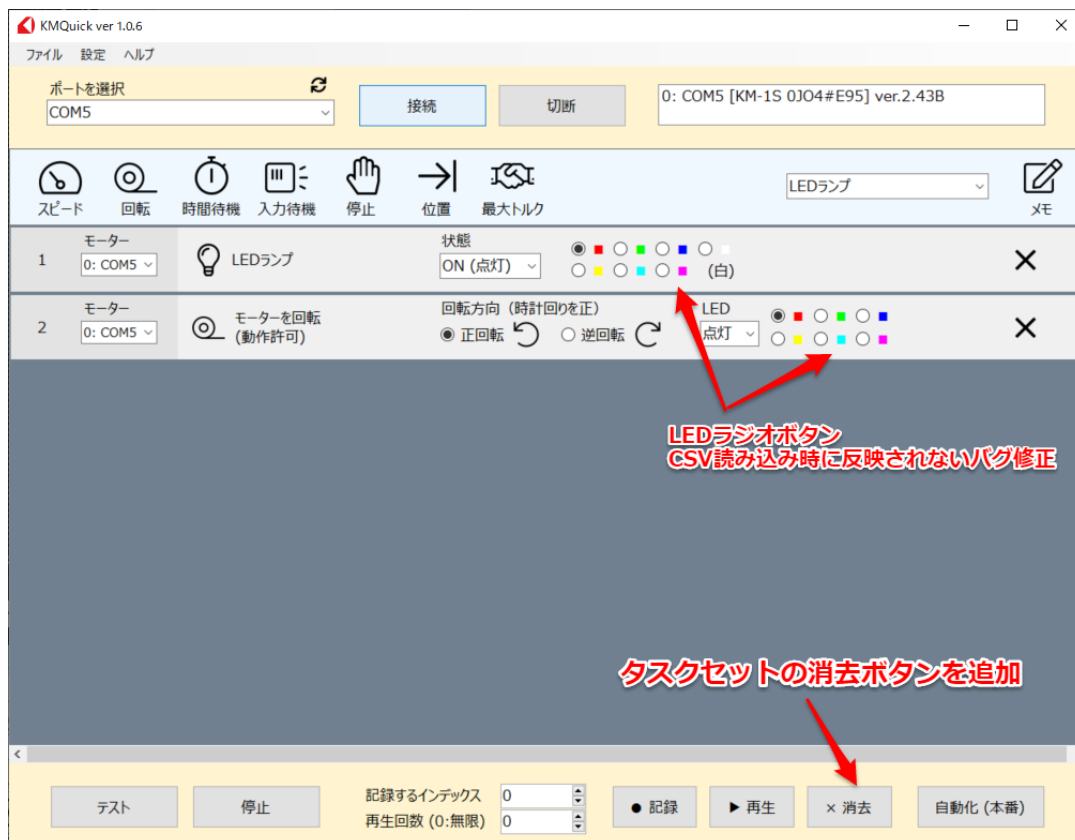 KMQuick ver 1.0.6
ファイル 設定 ヘルプ
ポートを選択
COM5
接続
切断
0: COM5 [KM-1S 0JO4#E95] ver.2.43B
スピード 回転 時間待機 入力待機 停止 位置 最大トルク
LEDランプ
メモ
1
モーター
0: COM5
LEDランプ
状態
ON (点灯)
(白)
2
モーター
0: COM5
モーターを回転
(動作許可)
回転方向（時計回りを正）
正回転
逆回転
LED
点灯
LEDラジオボタン
CSV読み込み時に反映されないバグ修正
タスクセットの消去ボタンを追加
テスト
停止
記録するインデックス 0
再生回数 (0:無限) 0
● 記録
▶ 再生
× 消去
自動化 (本番)